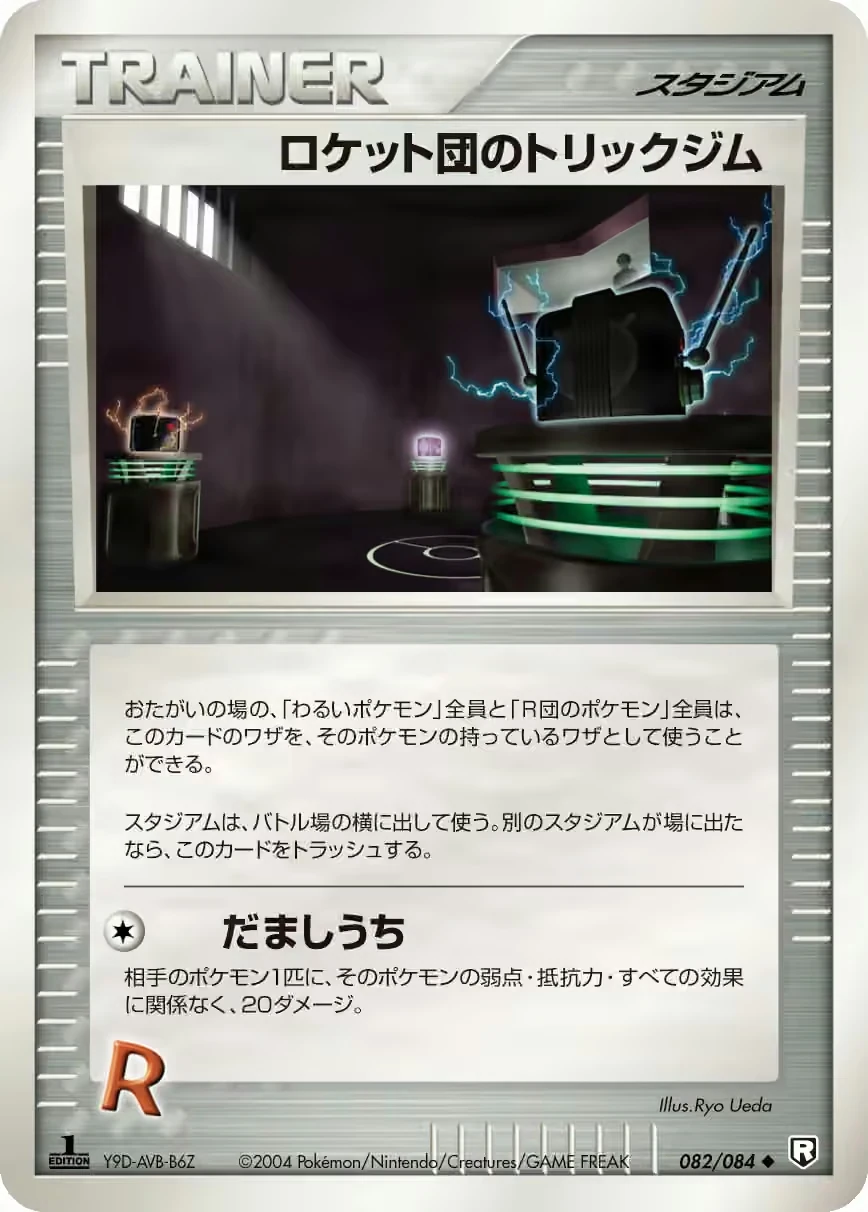 TRAINER
スタジアム
ロケット団のトリックジム
おたがいの場の、「わるいポケモン」全員と「R団のポケモン」全員は、
このカードのワザを、そのポケモンの持っているワザとして使うこと
ができる。
スタジアムは、バトル場の横に出して使う。別のスタジアムが場に出た
なら、このカードをトラッシュする。
だましうち
相手のポケモン1匹に、そのポケモンの弱点・抵抗力・すべての効果
に関係なく、20ダメージ。
R
Illus.Ryo Ueda
1 EDITION Y9D-AVB-B6Z ©2004 Pokémon/Nintendo/Creatures/GAME FREAK 082/084 ◆ R